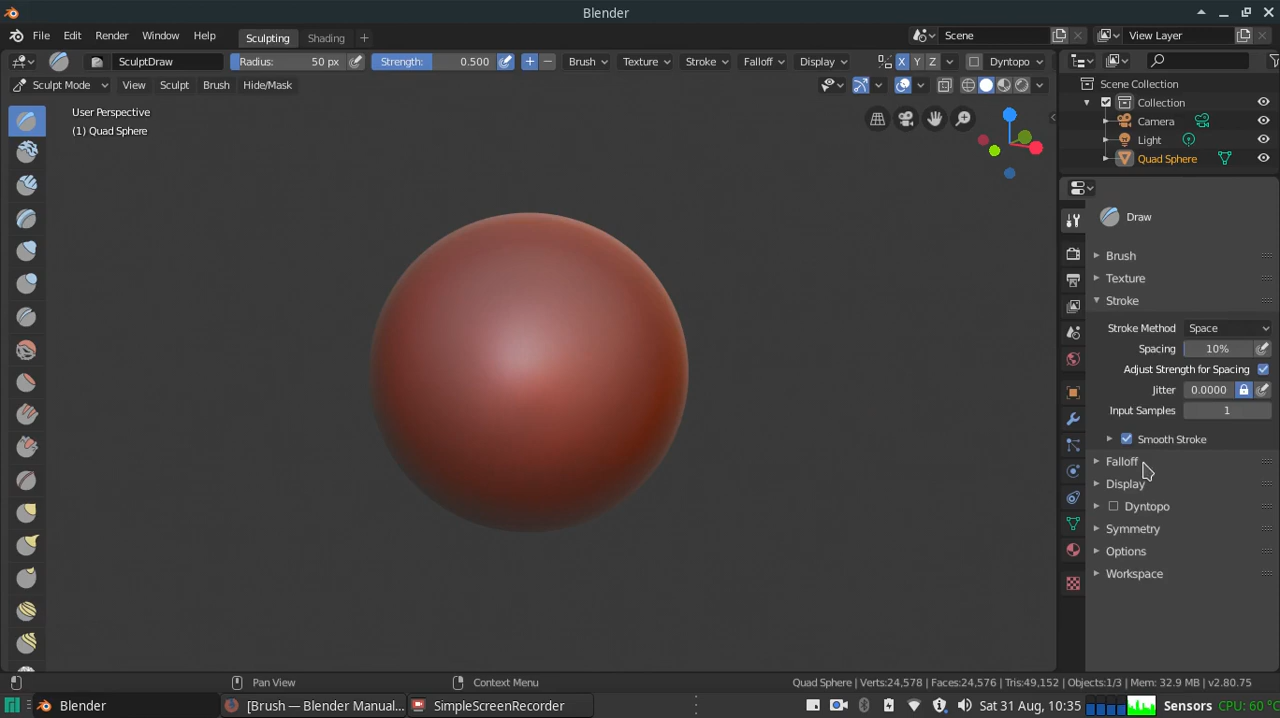 Blender
File Edit Render Window Help Sculpting Shading + Scene View Layer
SculptDraw Radius: 50 px Strength: 0.500 + − Brush Texture Stroke Falloff Display X Y Z Dyntopo
Sculpt Mode View Sculpt Brush Hide/Mask
User Perspective
(1) Quad Sphere
Scene Collection
Collection
Camera
Light
Quad Sphere
Draw
Brush
Texture
Stroke
Stroke Method Space
Spacing 10%
Adjust Strength for Spacing
Jitter 0.0000
Input Samples 1
Smooth Stroke
Falloff
Display
Dyntopo
Symmetry
Options
Workspace
Pan View Context Menu Quad Sphere | Verts:24,578 | Faces:24,576 | Tris:49,152 | Objects:1/3 | Mem: 32.9 MB | v2.80.75
Blender [Brush — Blender Manual... SimpleScreenRecorder Sat 31 Aug, 10:35 Sensors CPU: 60 °C